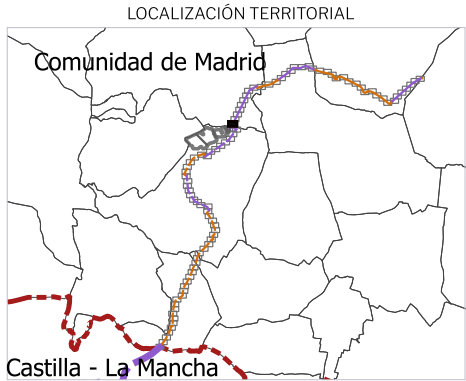 LOCALIZACIÓN TERRITORIAL
Comunidad de Madrid
Castilla - La Mancha